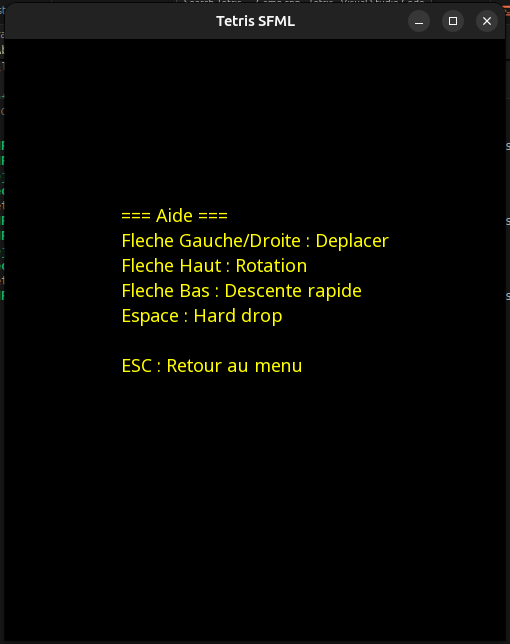 Tetris SFML
=== Aide ===
Fleche Gauche/Droite : Deplacer
Fleche Haut : Rotation
Fleche Bas : Descente rapide
Espace : Hard drop
ESC : Retour au menu